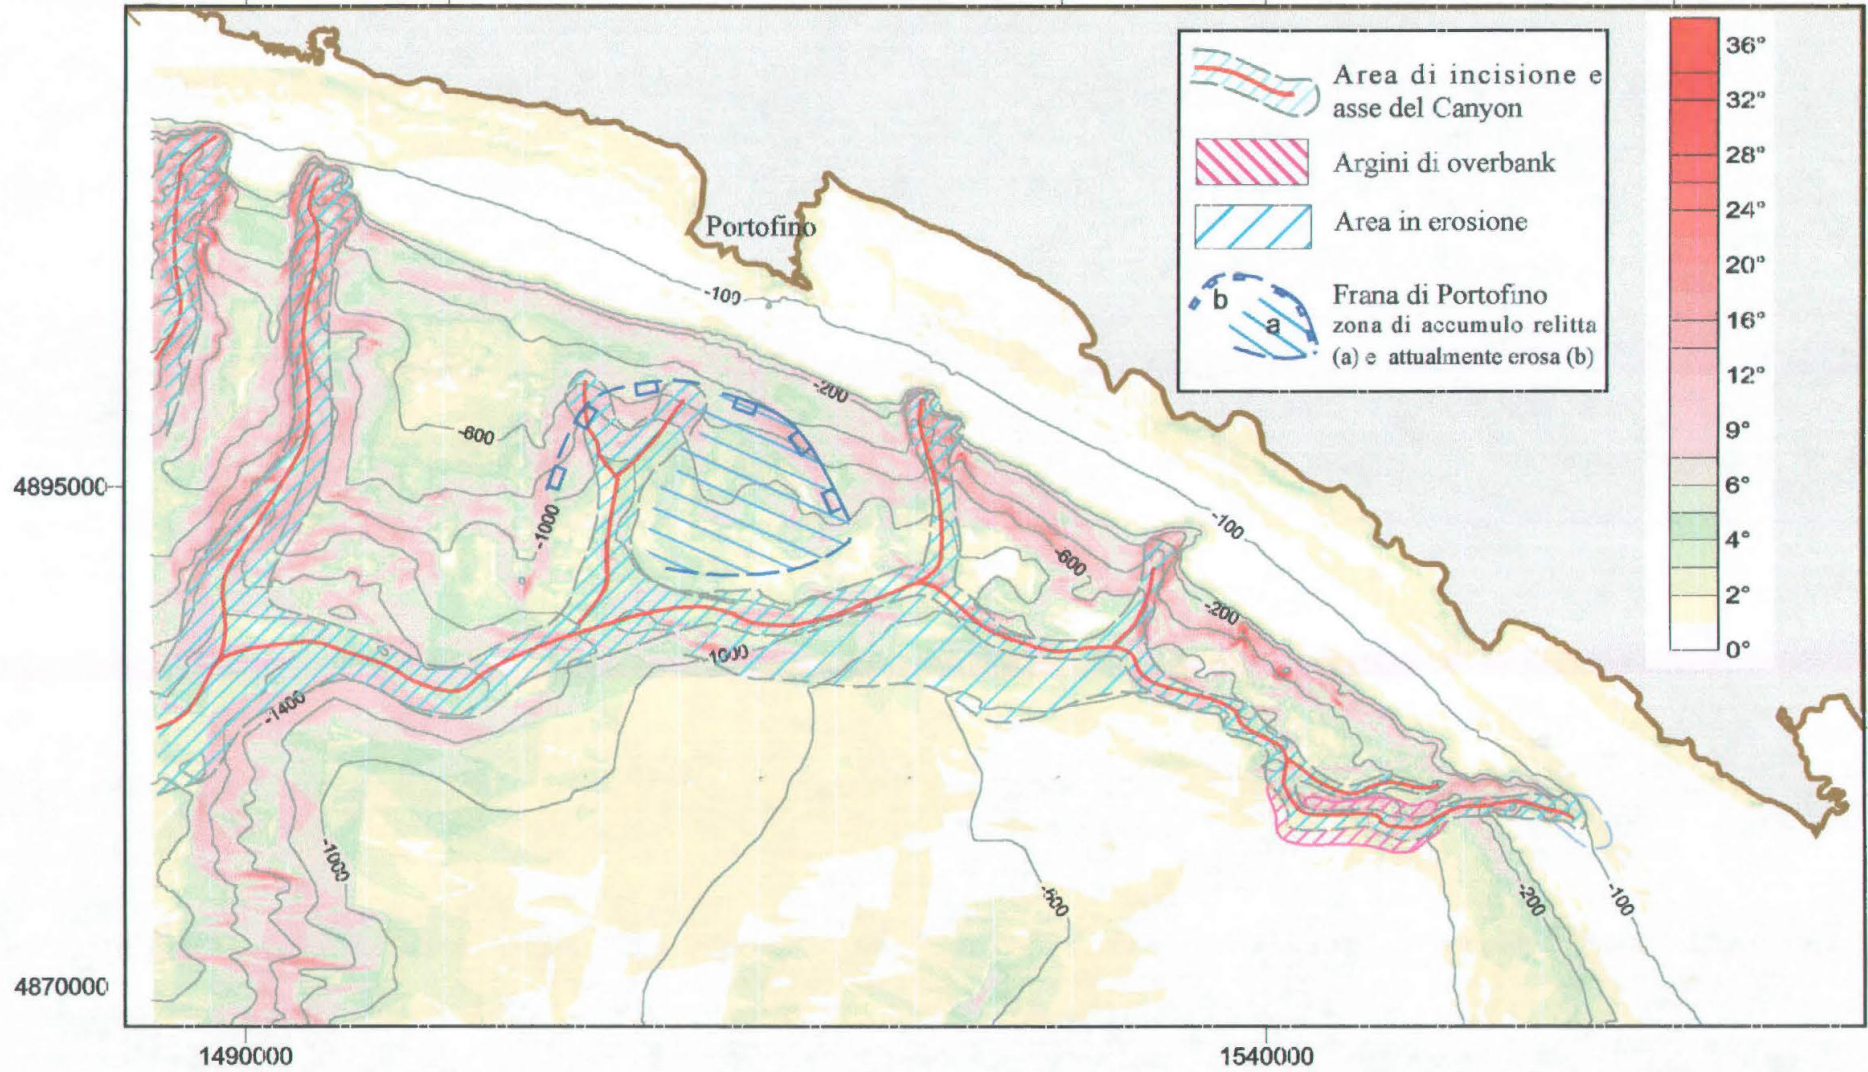 Area di incisione e
asse del Canyon
Argini di overbank
Area in erosione
b
a
Frana di Portofino
zona di accumulo relitta
(a) e attualmente erosa (b)
36°
32°
28°
24°
20°
16°
12°
9°
6°
4°
2°
0°
Portofino
-100
-200
-600
-1000
-100
-600
-200
-1000
-1400
-1000
-600
-200
-100
4895000
4870000
1490000
1540000